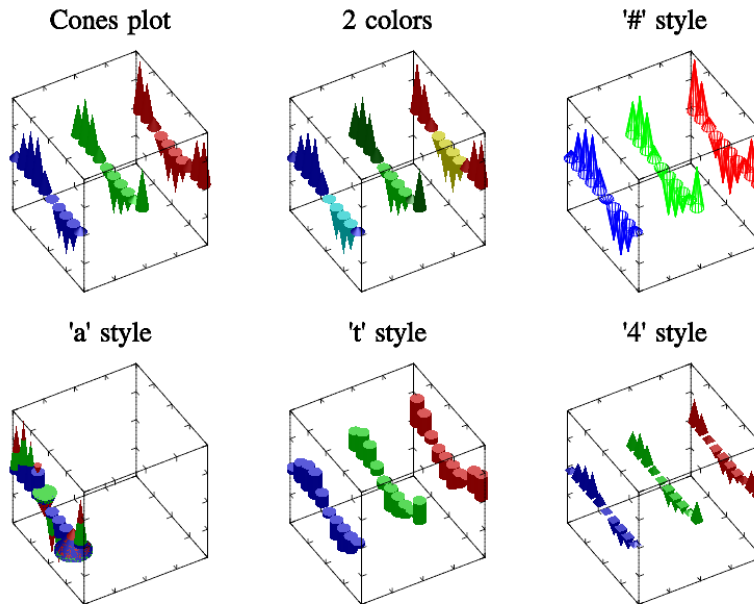 Cones plot
2 colors
'#' style
'a' style
't' style
'4' style